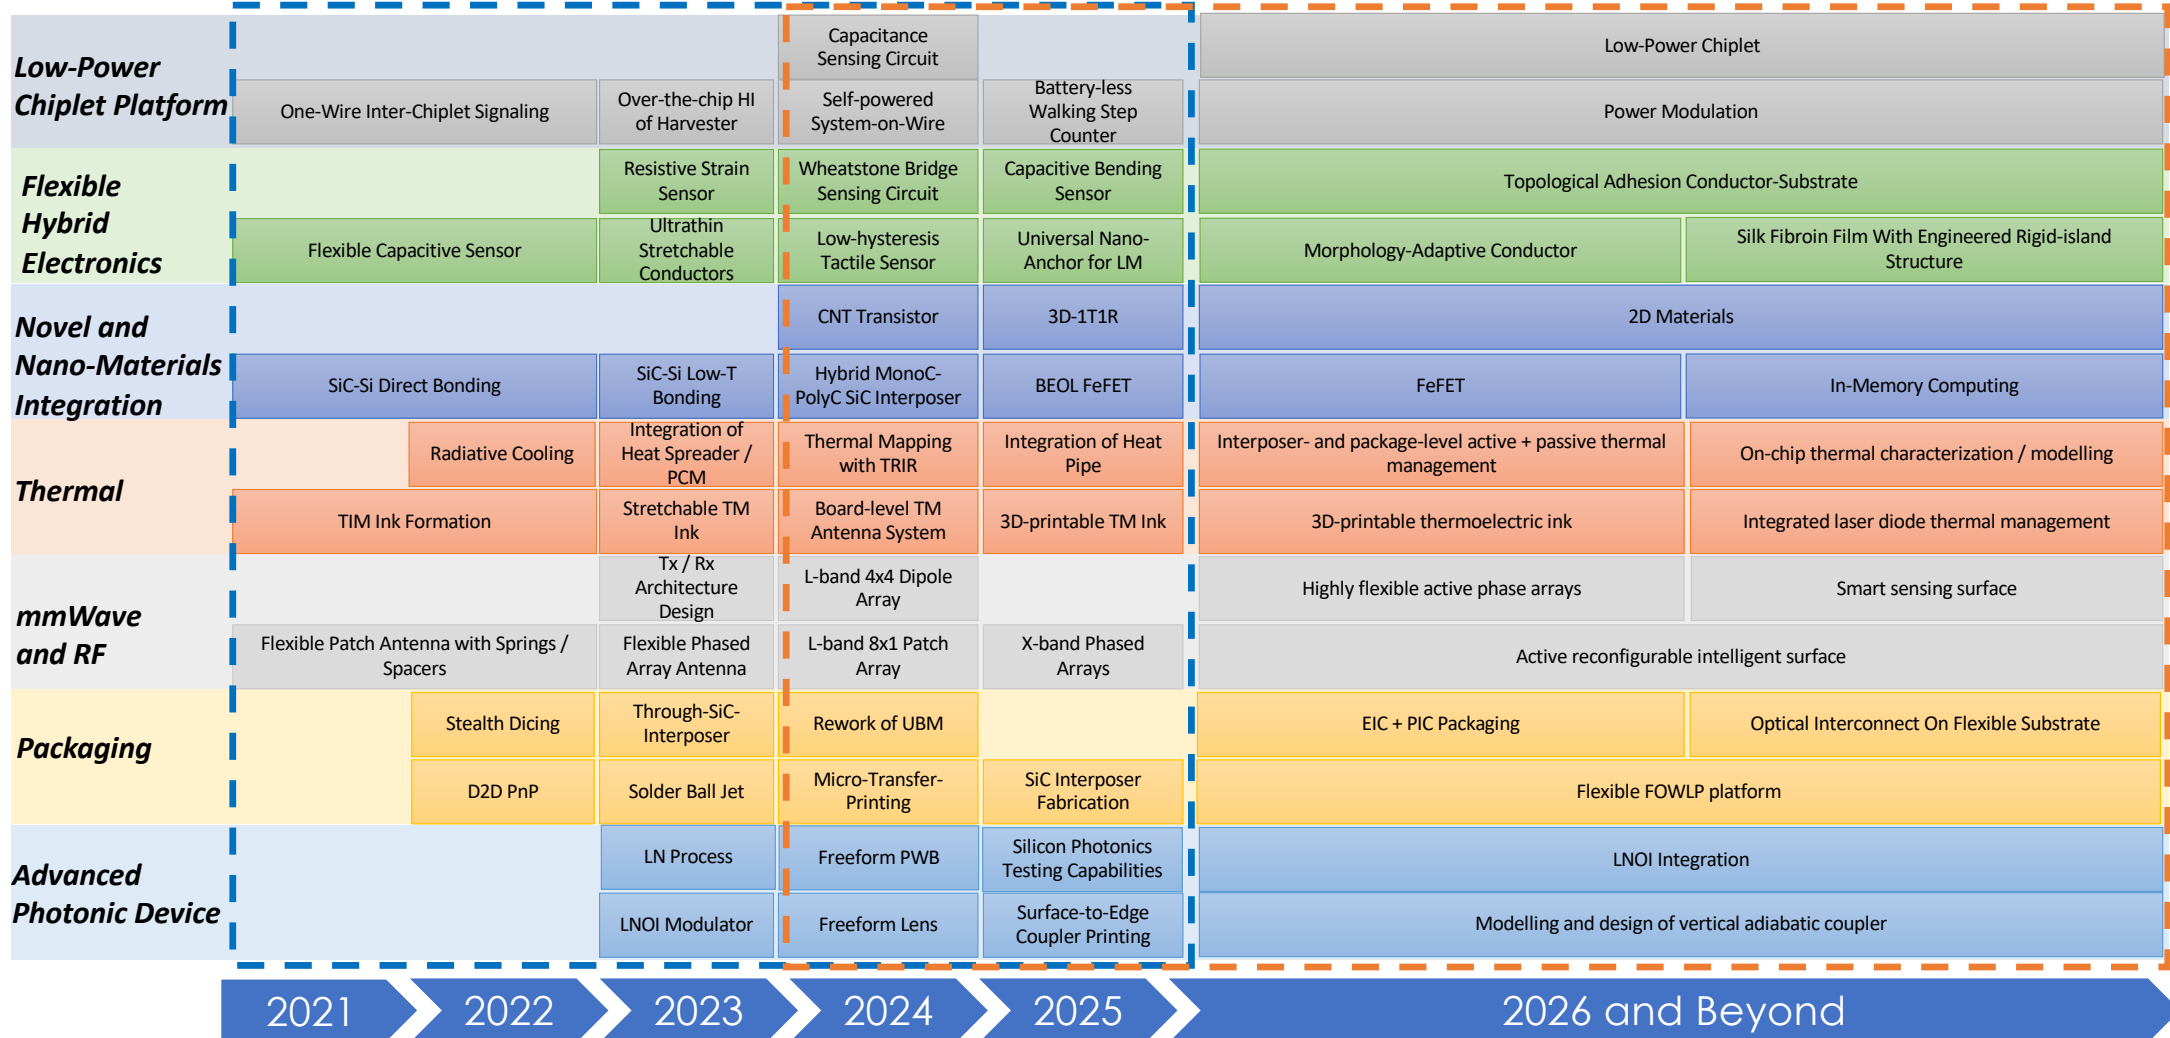 Low-Power
Chiplet Platform
Capacitance
Sensing Circuit
Low-Power Chiplet
One-Wire Inter-Chiplet Signaling
Over-the-chip HI
of Harvester
Self-powered
System-on-Wire
Battery-less
Walking Step
Counter
Power Modulation
Flexible
Hybrid
Electronics
Resistive Strain
Sensor
Wheatstone Bridge
Sensing Circuit
Capacitive Bending
Sensor
Topological Adhesion Conductor-Substrate
Flexible Capacitive Sensor
Ultrathin
Stretchable
Conductors
Low-hysteresis
Tactile Sensor
Universal Nano-
Anchor for LM
Morphology-Adaptive Conductor
Silk Fibroin Film With Engineered Rigid-island
Structure
Novel and
Nano-Materials
Integration
CNT Transistor
3D-1T1R
2D Materials
SiC-Si Direct Bonding
SiC-Si Low-T
Bonding
Hybrid MonoC-
PolyC SiC Interposer
BEOL FeFET
FeFET
In-Memory Computing
Thermal
Radiative Cooling
Integration of
Heat Spreader /
PCM
Thermal Mapping
with TRIR
Integration of Heat
Pipe
Interposer- and package-level active + passive thermal
management
On-chip thermal characterization / modelling
TIM Ink Formation
Stretchable TM
Ink
Board-level TM
Antenna System
3D-printable TM Ink
3D-printable thermoelectric ink
Integrated laser diode thermal management
mmWave
and RF
Tx / Rx
Architecture
Design
L-band 4x4 Dipole
Array
Highly flexible active phase arrays
Smart sensing surface
Flexible Patch Antenna with Springs /
Spacers
Flexible Phased
Array Antenna
L-band 8x1 Patch
Array
X-band Phased
Arrays
Active reconfigurable intelligent surface
Packaging
Stealth Dicing
Through-SiC-
Interposer
Rework of UBM
EIC + PIC Packaging
Optical Interconnect On Flexible Substrate
D2D PnP
Solder Ball Jet
Micro-Transfer-
Printing
SiC Interposer
Fabrication
Flexible FOWLP platform
Advanced
Photonic Device
LN Process
Freeform PWB
Silicon Photonics
Testing Capabilities
LNOI Integration
LNOI Modulator
Freeform Lens
Surface-to-Edge
Coupler Printing
Modelling and design of vertical adiabatic coupler
2021
2022
2023
2024
2025
2026 and Beyond